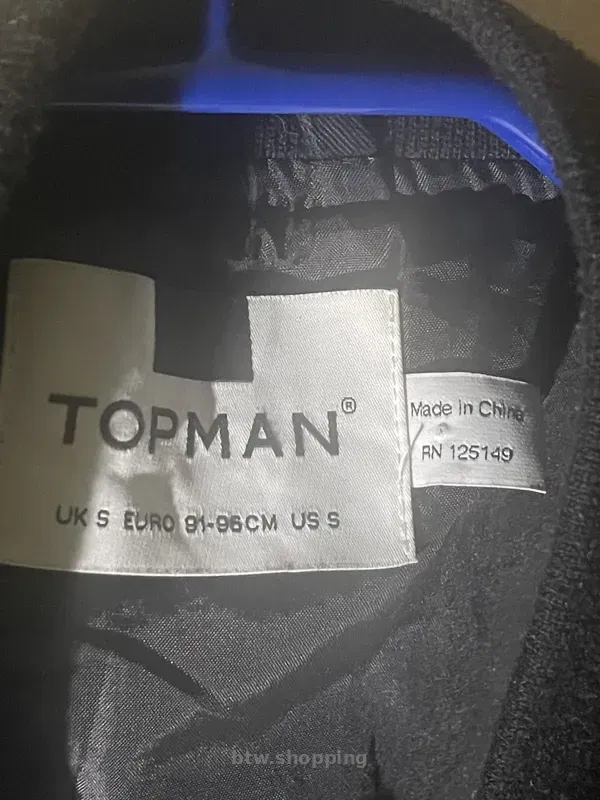 TOPMAN®
UK S EURO 91-96CM US S
Made in China
RN 125149
btw.shopping